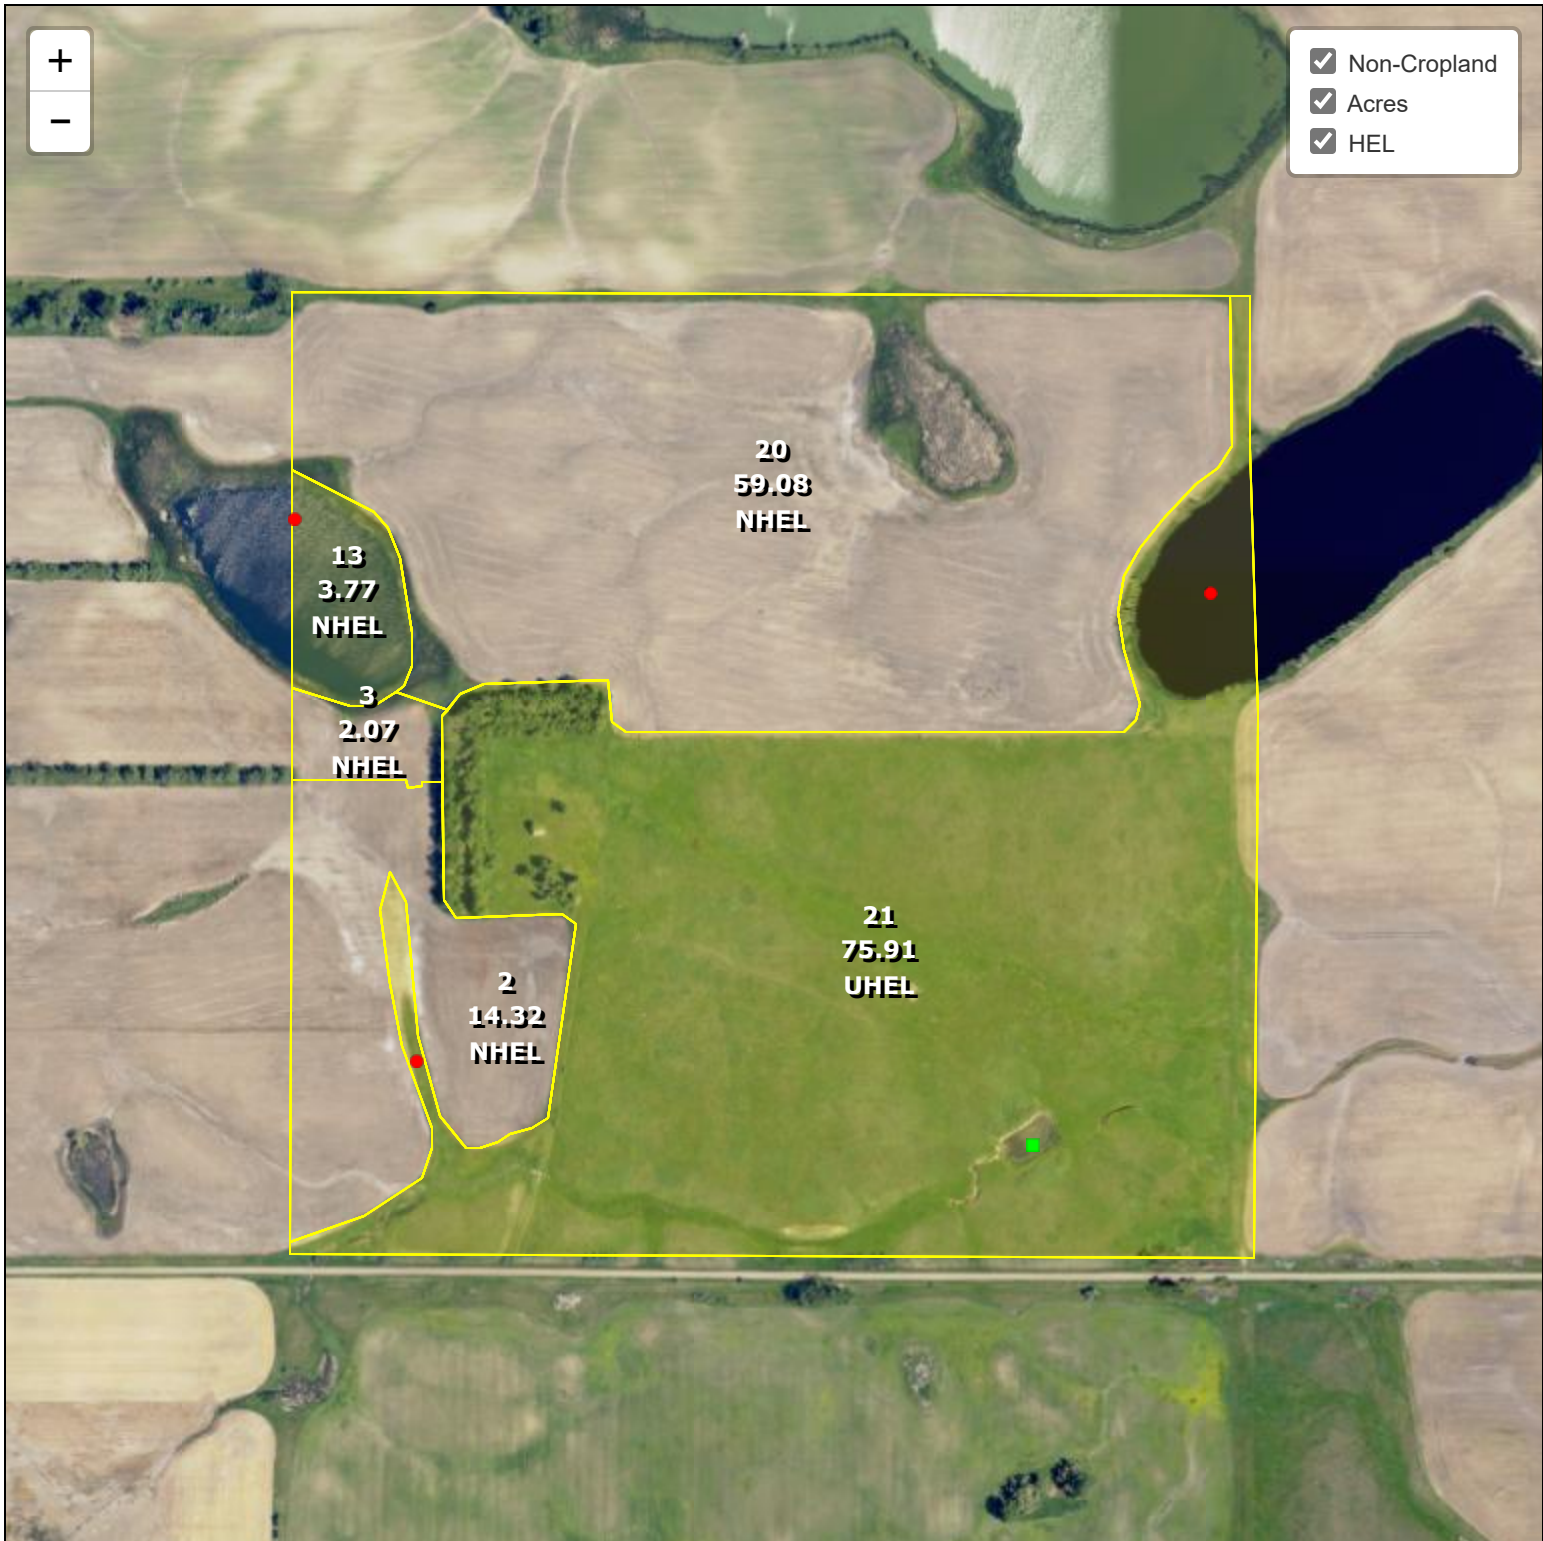 +
−
Non-Cropland
Acres
HEL
20
59.08
NHEL
13
3.77
NHEL
3
2.07
NHEL
21
75.91
UHEL
2
14.32
NHEL